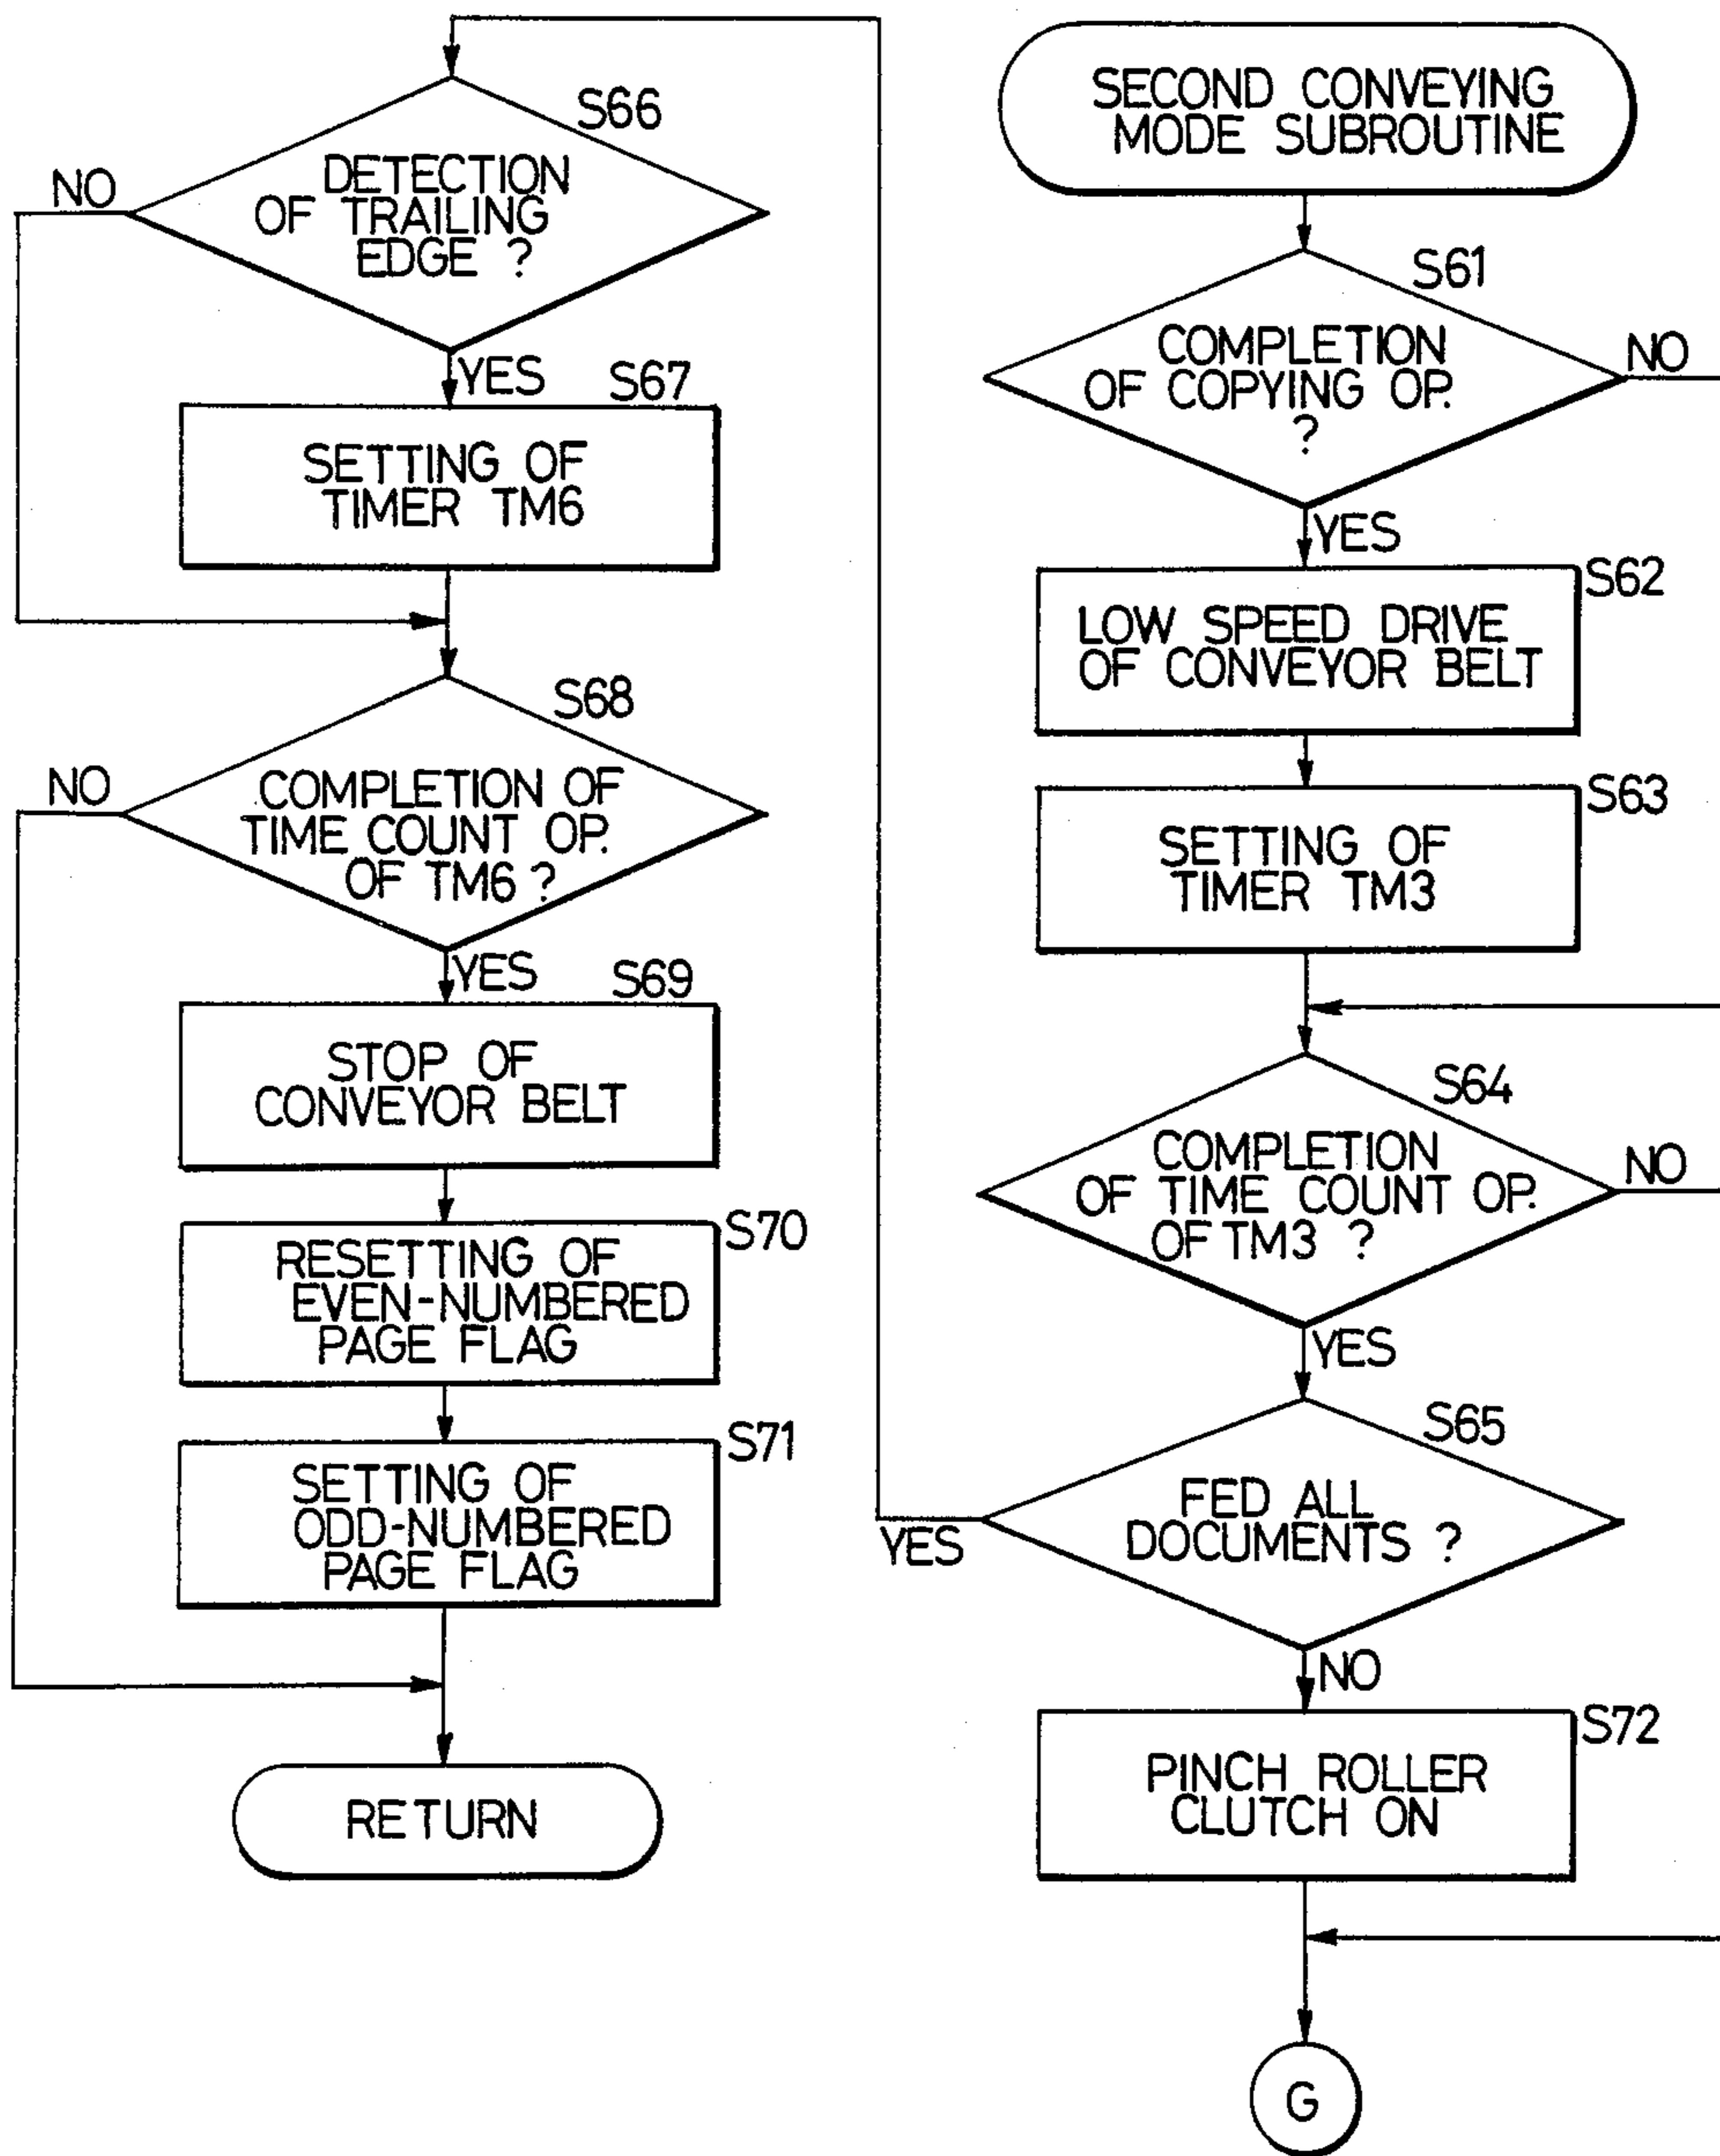 SECOND CONVEYING
MODE SUBROUTINE
S61
COMPLETION
OF COPYING OP.
?
NO
YES
S62
LOW SPEED DRIVE
OF CONVEYOR BELT
S63
SETTING OF
TIMER TM3
S64
COMPLETION
OF TIME COUNT OP.
OF TM3 ?
NO
YES
S65
FED ALL
DOCUMENTS ?
YES
NO
S72
PINCH ROLLER
CLUTCH ON
G
S66
DETECTION
OF TRAILING
EDGE ?
NO
YES
S67
SETTING OF
TIMER TM6
S68
COMPLETION OF
TIME COUNT OP.
OF TM6 ?
NO
YES
S69
STOP OF
CONVEYOR BELT
S70
RESETTING OF
EVEN-NUMBERED
PAGE FLAG
S71
SETTING OF
ODD-NUMBERED
PAGE FLAG
RETURN